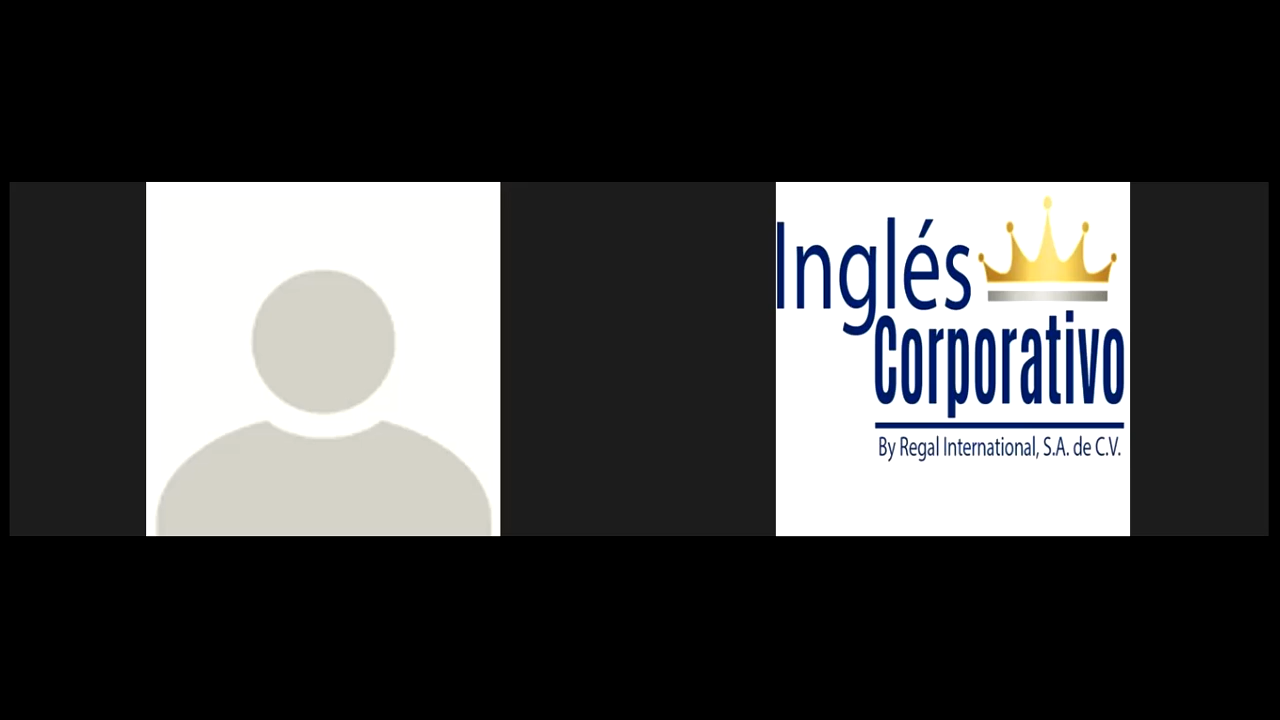 Inglés
Corporativo
By Regal International, S.A. de C.V.